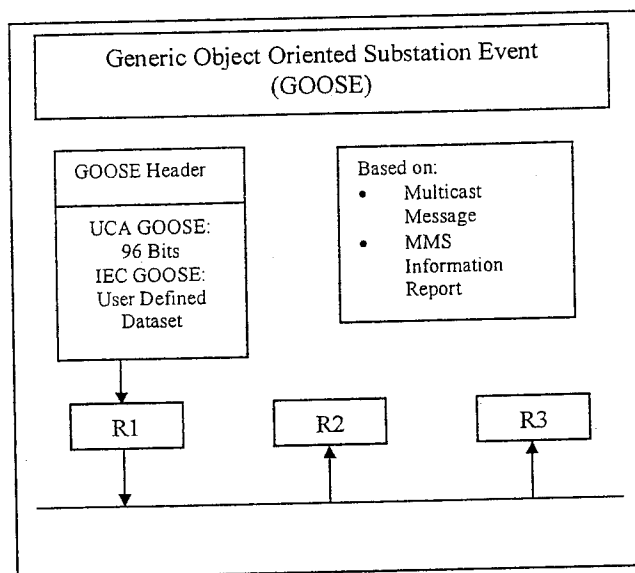 Generic Object Oriented Substation Event
(GOOSE)
GOOSE Header
UCA GOOSE:
96 Bits
IEC GOOSE:
User Defined
Dataset
Based on:
• Multicast
Message
• MMS
Information
Report
R1
R2
R3